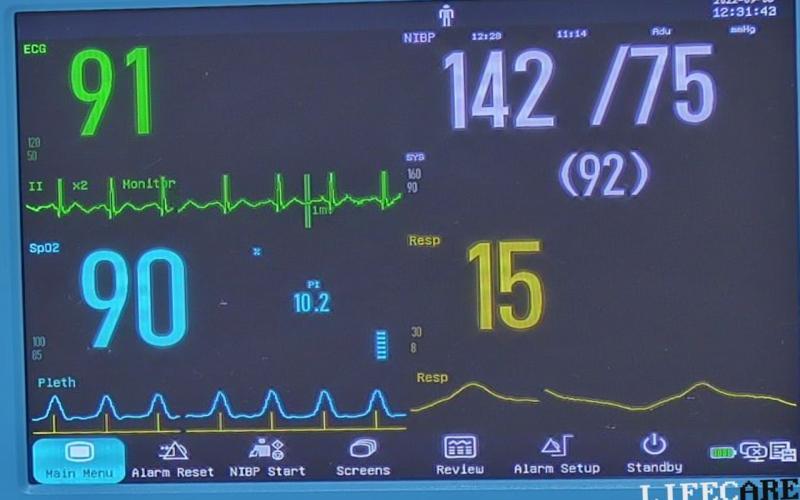 12:31:43
ECG
91
120
50
NIBP 12:28 11:14 Adu mmHg
142 /75
(92)
SYS
160
90
II x2 Monitor
SpO2
90
%
PI
10.2
100
85
Resp
15
30
8
Pleth
Resp
Main Menu Alarm Reset NIBP Start Screens Review Alarm Setup Standby
LIFECARE